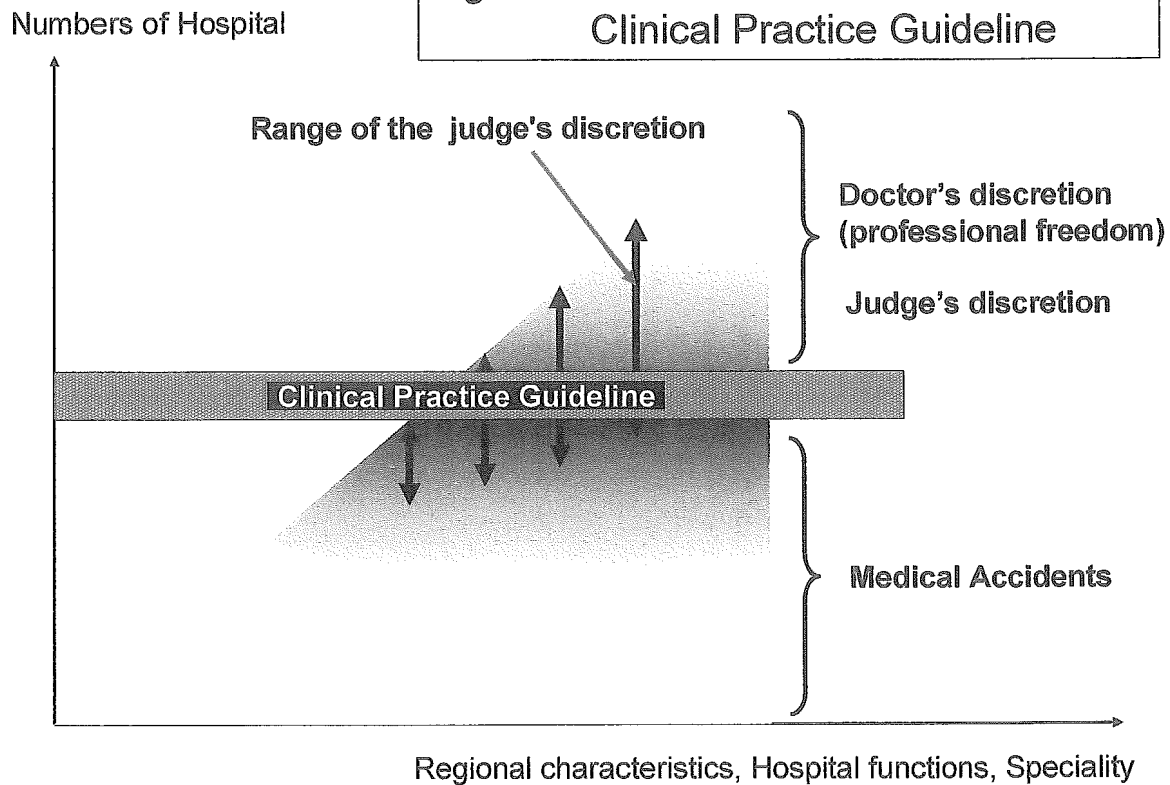 Clinical Practice Guideline
Numbers of Hospital
Range of the judge's discretion
Doctor's discretion
(professional freedom)
Judge's discretion
Clinical Practice Guideline
Medical Accidents
Regional characteristics, Hospital functions, Speciality